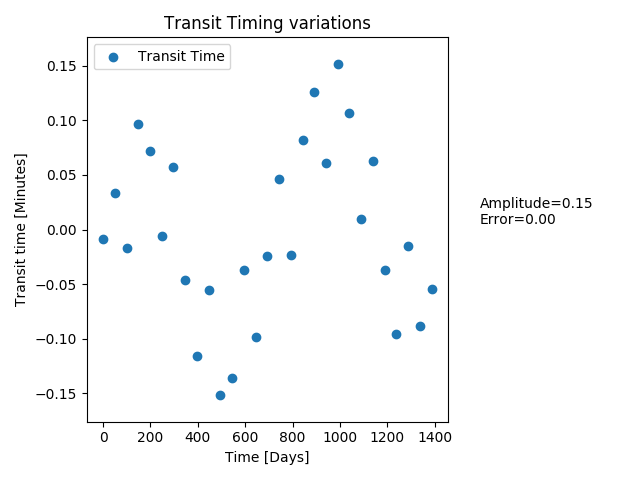 Transit Timing variations
Transit Time
0.15
0.10
0.05
0.00
−0.05
−0.10
−0.15
Transit time [Minutes]
0 200 400 600 800 1000 1200 1400
Time [Days]
Amplitude=0.15
Error=0.00